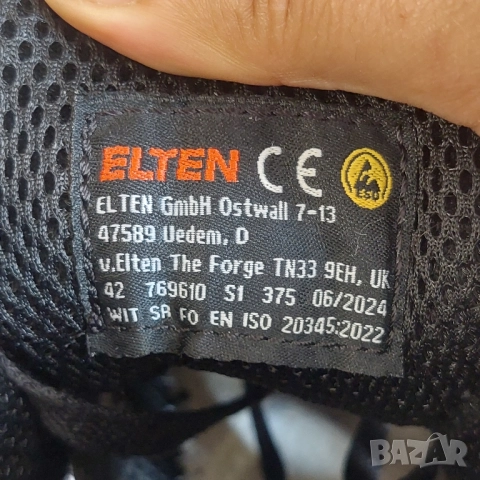 ELTEN CE ESD
ELTEN GmbH Ostwall 7-13
47589 Uedem, D
v.Elten The Forge TN33 9EH, UK
42 769610 S1 375 06/2024
WIT SR FO EN ISO 20345:2022
BAZAR